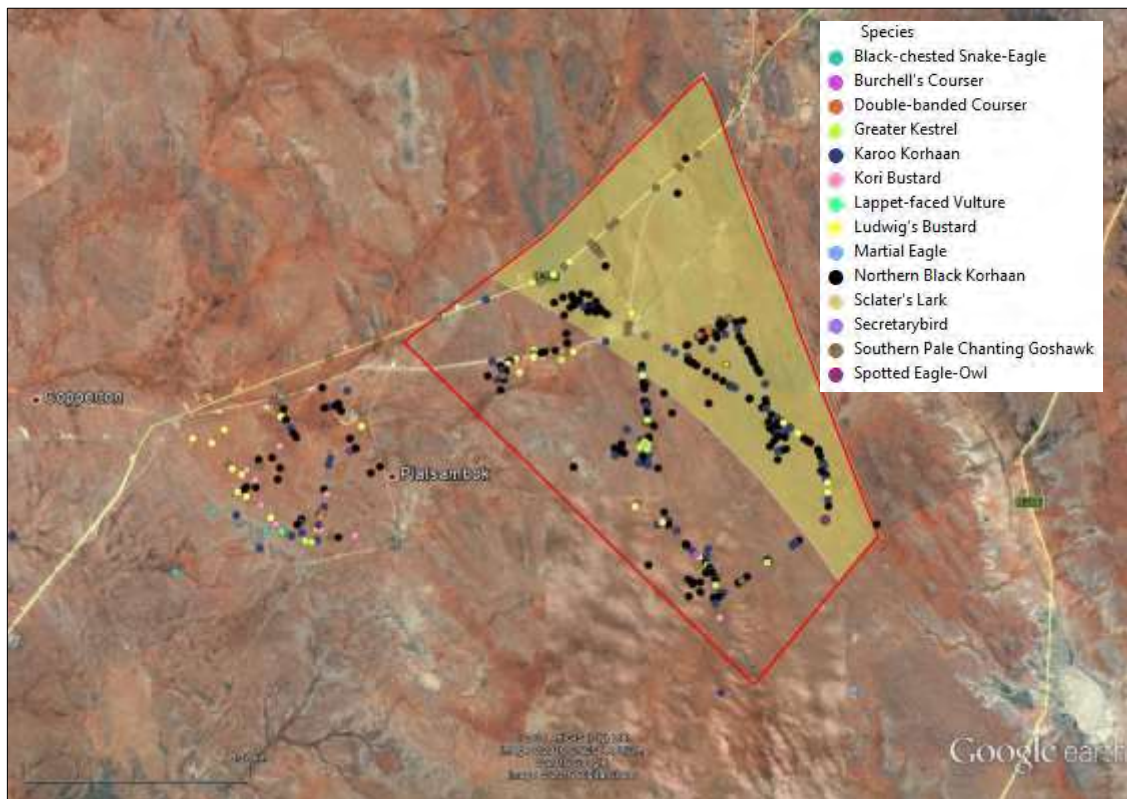 Species
Black-chested Snake-Eagle
Burchell's Courser
Double-banded Courser
Greater Kestrel
Karoo Korhaan
Kori Bustard
Lappet-faced Vulture
Ludwig's Bustard
Martial Eagle
Northern Black Korhaan
Sclater's Lark
Secretarybird
Southern Pale Chanting Goshawk
Spotted Eagle-Owl
Copperton
Plaisambok
Google earth